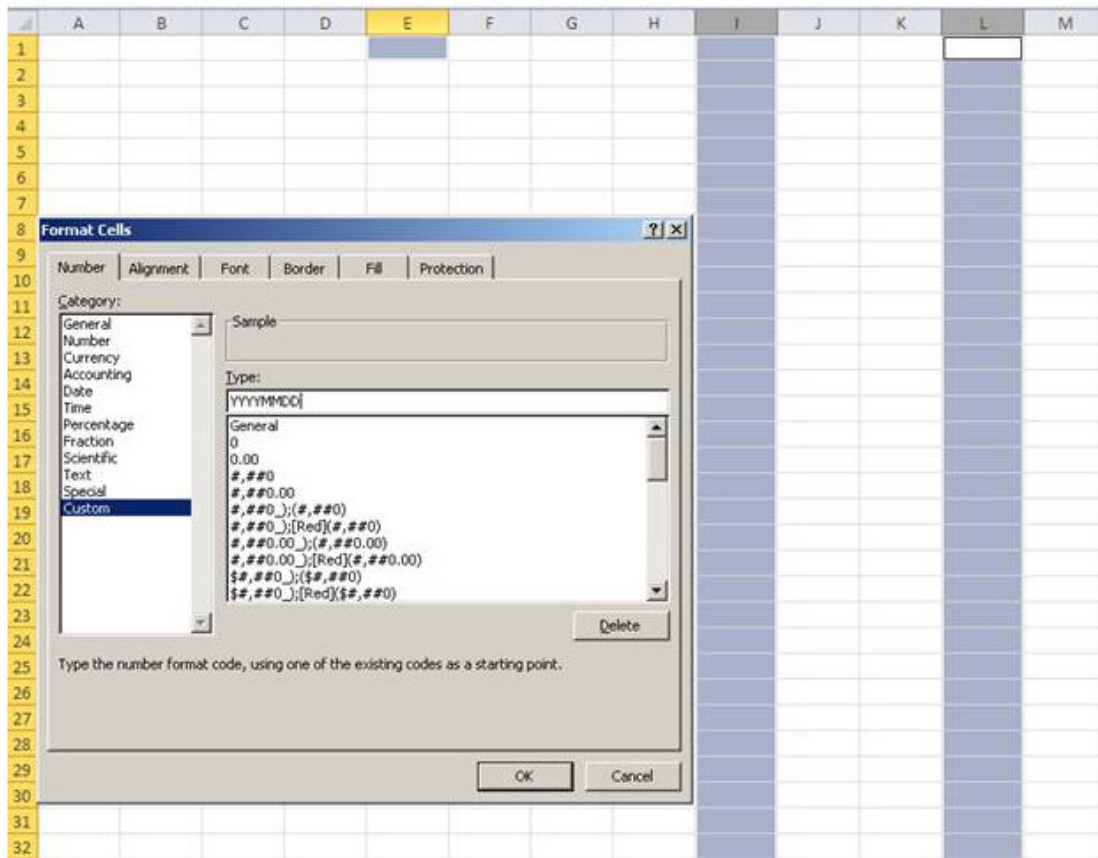 A B C D E F G H I J K L M
1
2
3
4
5
6
7
8
Format Cells
9
Number Alignment Font Border Fill Protection
10
Category:
11
General
Sample
12
Number
Currency
13
Accounting
Type:
14
Date
YYYYMMDD
15
Time
Percentage
General
16
Fraction
0
Scientific
0.00
17
Text
#,##0
18
Special
#,##0.00
Custom
#,##0_);(#,##0)
19
#,##0_);[Red](#,##0)
20
#,##0.00_);(#,##0.00)
21
#,##0.00_);[Red](#,##0.00)
$#,##0_);($#,##0)
22
$#,##0_);[Red]($#,##0)
23
Delete
24
25
Type the number format code, using one of the existing codes as a starting point.
26
27
28
29
OK Cancel
30
31
32